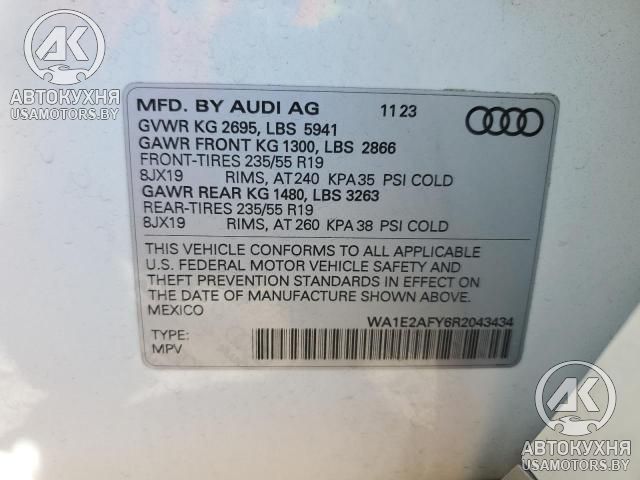 АК
АВТОКУХНЯ
USAMOTORS.BY
MFD. BY AUDI AG 11 23
GVWR KG 2695, LBS 5941
GAWR FRONT KG 1300, LBS 2866
FRONT-TIRES 235/55 R19
8JX19 RIMS, AT 240 KPA 35 PSI COLD
GAWR REAR KG 1480, LBS 3263
REAR-TIRES 235/55 R19
8JX19 RIMS, AT 260 KPA 38 PSI COLD
THIS VEHICLE CONFORMS TO ALL APPLICABLE
U.S. FEDERAL MOTOR VEHICLE SAFETY AND
THEFT PREVENTION STANDARDS IN EFFECT ON
THE DATE OF MANUFACTURE SHOWN ABOVE.
MEXICO
WA1E2AFY6R2043434
TYPE:
MPV
АК
АВТОКУХНЯ
USAMOTORS.BY